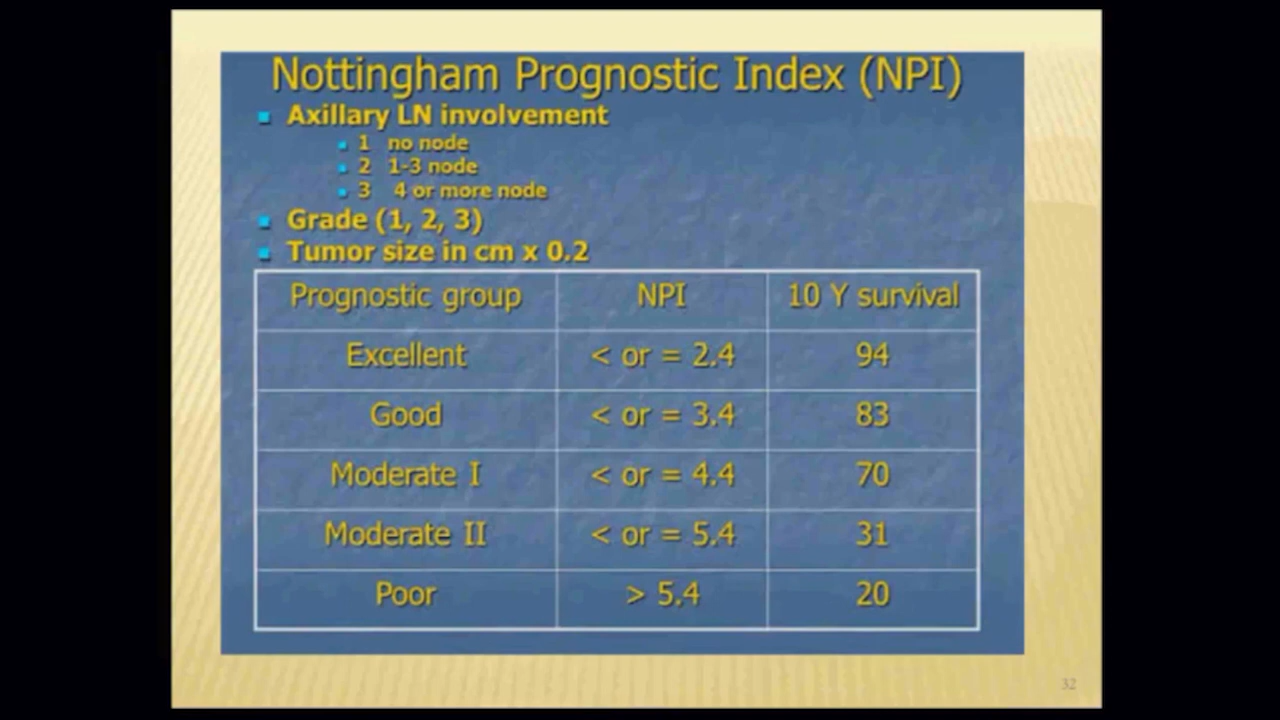 Nottingham Prognostic Index (NPI)
Axillary LN involvement
1 no node
2 1-3 node
3 4 or more node
Grade (1, 2, 3)
Tumor size in cm x 0.2
Prognostic group NPI 10 Y survival
Excellent < or = 2.4 94
Good < or = 3.4 83
Moderate I < or = 4.4 70
Moderate II < or = 5.4 31
Poor > 5.4 20
32